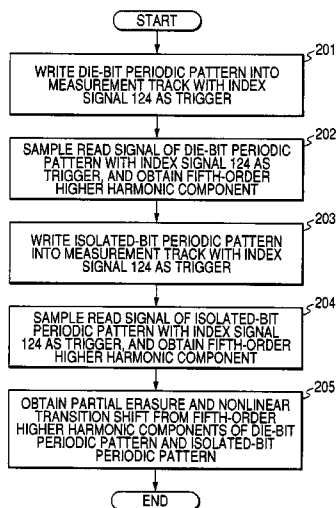 START
201
WRITE DIE-BIT PERIODIC PATTERN INTO
MEASUREMENT TRACK WITH INDEX
SIGNAL 124 AS TRIGGER
202
SAMPLE READ SIGNAL OF DIE-BIT PERIODIC
PATTERN WITH INDEX SIGNAL 124 AS
TRIGGER, AND OBTAIN FIFTH-ORDER
HIGHER HARMONIC COMPONENT
203
WRITE ISOLATED-BIT PERIODIC PATTERN
INTO MEASUREMENT TRACK WITH INDEX
SIGNAL 124 AS TRIGGER
204
SAMPLE READ SIGNAL OF ISOLATED-BIT
PERIODIC PATTERN WITH INDEX SIGNAL
124 AS TRIGGER, AND OBTAIN FIFTH-ORDER
HIGHER HARMONIC COMPONENT
205
OBTAIN PARTIAL ERASURE AND NONLINEAR
TRANSITION SHIFT FROM FIFTH-ORDER
HIGHER HARMONIC COMPONENTS OF DIE-BIT
PERIODIC PATTERN AND ISOLATED-BIT
PERIODIC PATTERN
END